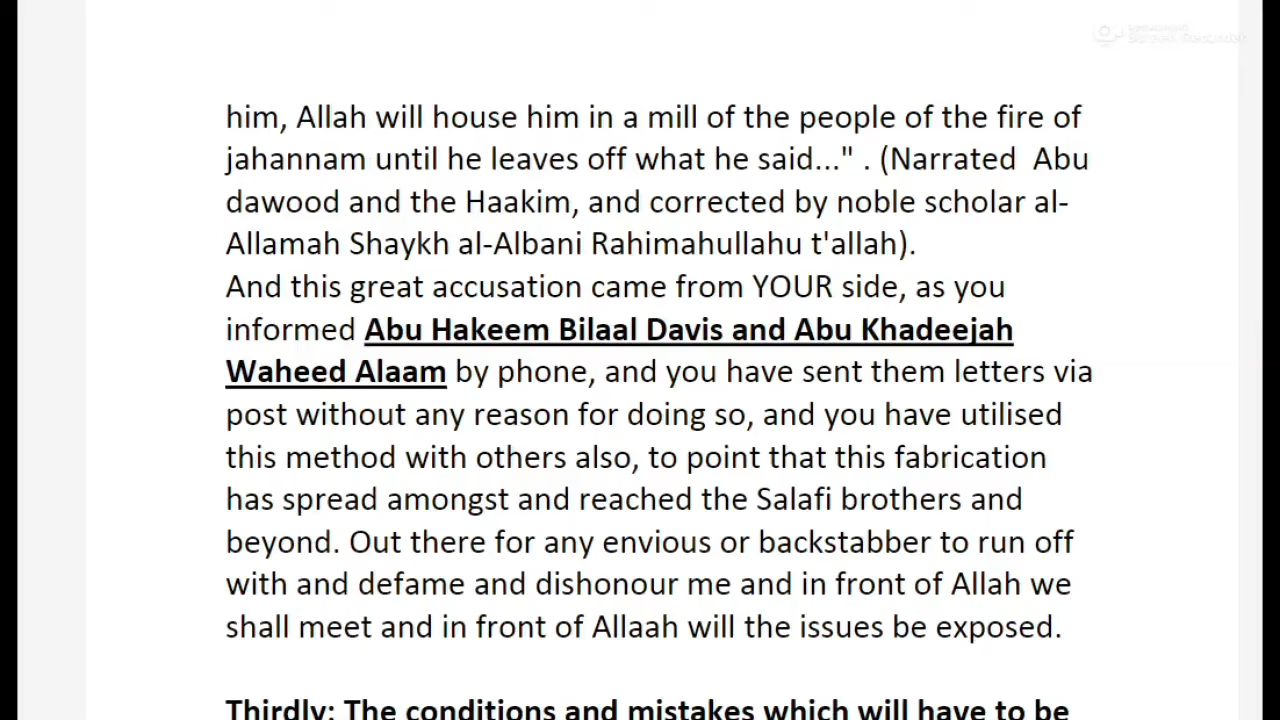 Screen Recorder
him, Allah will house him in a mill of the people of the fire of
jahannam until he leaves off what he said..." . (Narrated  Abu
dawood and the Haakim, and corrected by noble scholar al-
Allamah Shaykh al-Albani Rahimahullahu t'allah).
And this great accusation came from YOUR side, as you
informed Abu Hakeem Bilaal Davis and Abu Khadeejah
Waheed Alaam by phone, and you have sent them letters via
post without any reason for doing so, and you have utilised
this method with others also, to point that this fabrication
has spread amongst and reached the Salafi brothers and
beyond. Out there for any envious or backstabber to run off
with and defame and dishonour me and in front of Allah we
shall meet and in front of Allaah will the issues be exposed.
Thirdly: The conditions and mistakes which will have to be